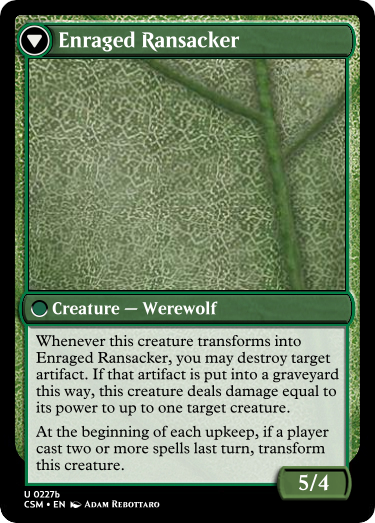 Enraged Ransacker
Creature — Werewolf
Whenever this creature transforms into
Enraged Ransacker, you may destroy target
artifact. If that artifact is put into a graveyard
this way, this creature deals damage equal to
its power to up to one target creature.
At the beginning of each upkeep, if a player
cast two or more spells last turn, transform
this creature.
5/4
U 0227b
CSM • EN Adam Rebottaro